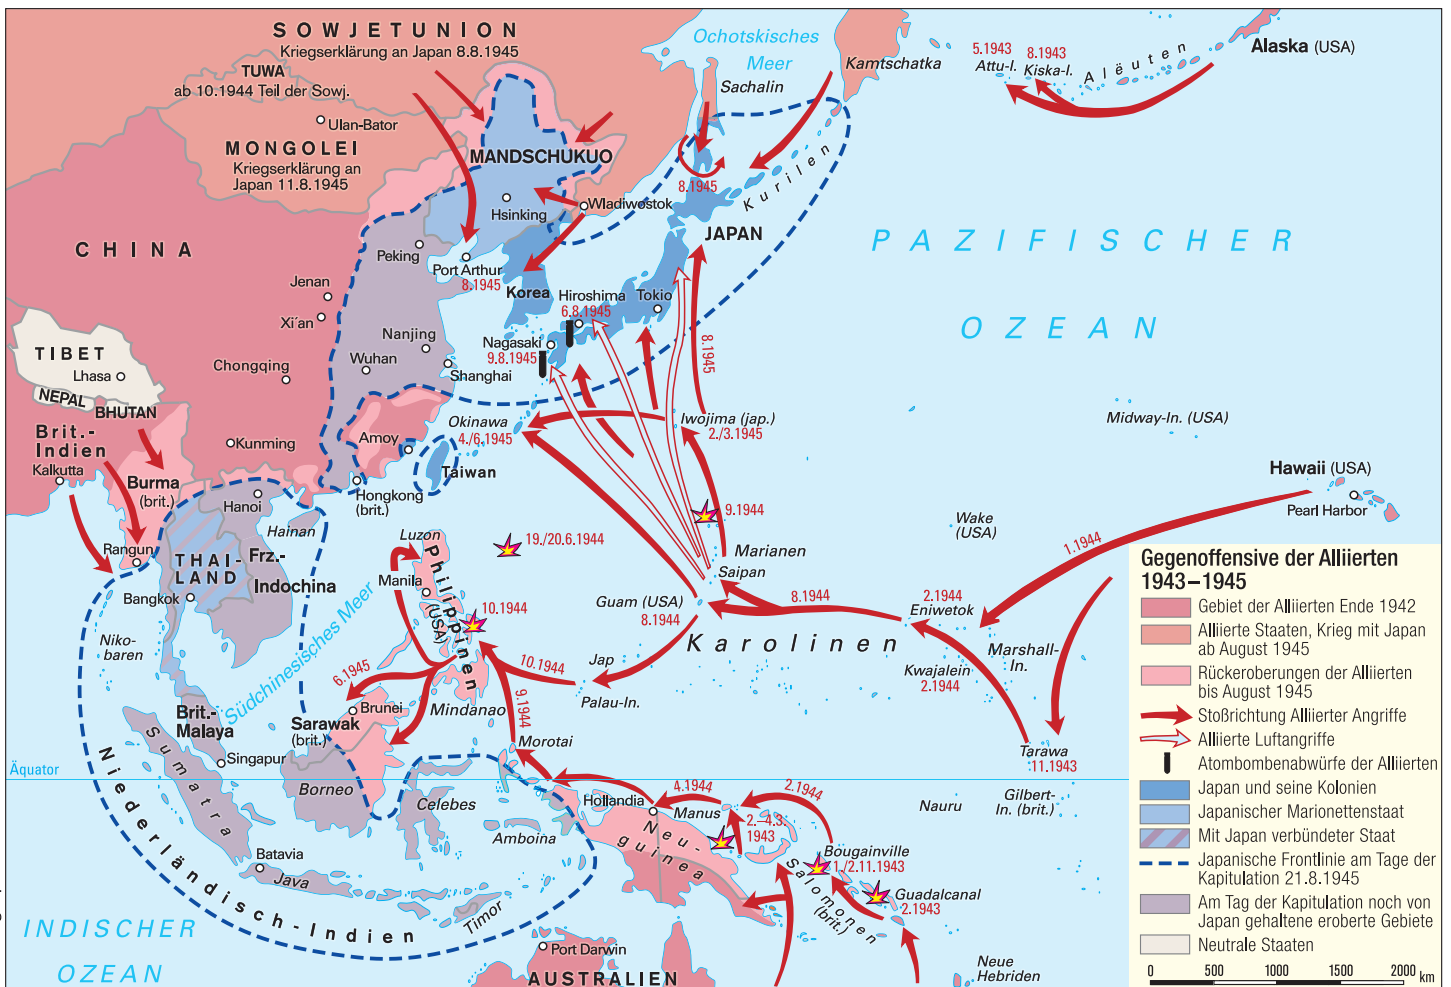 SOWJETUNION
Kriegserklärung an Japan 8.8.1945
TUWA
ab 10.1944 Teil der Sowj.
Ulan-Bator
MONGOLEI
Kriegserklärung an
Japan 11.8.1945
Ochotskisches
Meer
Sachalin
Kamtschatka
5.1943
Attu-I.
8.1943
Kiska-I.
Alëuten
Alaska (USA)
MANDSCHUKUO
Hsinking
Wladiwostok
8.1945
Kurilen
JAPAN
CHINA
Peking
Port Arthur
8.1945
Korea
Hiroshima
6.8.1945
Tokio
Nagasaki
9.8.1945
8.1945
PAZIFISCHER
OZEAN
Jenan
Xi'an
Nanjing
Wuhan
Shanghai
Chongqing
TIBET
Lhasa
NEPAL
BHUTAN
Brit.-
Indien
Kalkutta
Kunming
Burma
(brit.)
Amoy
Okinawa
4./6.1945
Taiwan
Iwojima (jap.)
2./3.1945
Midway-In. (USA)
Hawaii (USA)
Pearl Harbor
Hongkong
(brit.)
Hanoi
Hainan
Rangun
THAI-
LAND
Bangkok
Frz.-
Indochina
Luzon
Manila
Philippinen
(USA)
19./20.6.1944
9.1944
Marianen
Saipan
Wake
(USA)
1.1944
Guam (USA)
8.1944
8.1944
2.1944
Eniwetok
Karolinen
Kwajalein
2.1944
Marshall-
In.
10.1944
10.1944
Jap
Palau-In.
Niko-
baren
Südchinesisches Meer
6.1945
Brunei
Sarawak
(brit.)
Mindanao
9.1944
Morotai
Brit.-
Malaya
Singapur
Sumatra
Borneo
Celebes
Amboina
Äquator
Tarawa
11.1943
Gilbert-
In. (brit.)
Nauru
Hollandia
4.1944
Manus
2.1944
2.–4.3.
1943
Neu-
guinea
Bougainville
1./2.11.1943
Salomonen
(brit.)
Guadalcanal
2.1943
Batavia
Java
Timor
Niederländisch-Indien
INDISCHER
OZEAN
Port Darwin
AUSTRALIEN
Neue
Hebriden
Gegenoffensive der Alliierten
1943–1945
Gebiet der Alliierten Ende 1942
Alliierte Staaten, Krieg mit Japan
ab August 1945
Rückeroberungen der Alliierten
bis August 1945
Stoßrichtung Alliierter Angriffe
Alliierte Luftangriffe
Atombombenabwürfe der Alliierten
Japan und seine Kolonien
Japanischer Marionettenstaat
Mit Japan verbündeter Staat
Japanische Frontlinie am Tage der
Kapitulation 21.8.1945
Am Tag der Kapitulation noch von
Japan gehaltene eroberte Gebiete
Neutrale Staaten
0 500 1000 1500 2000 km